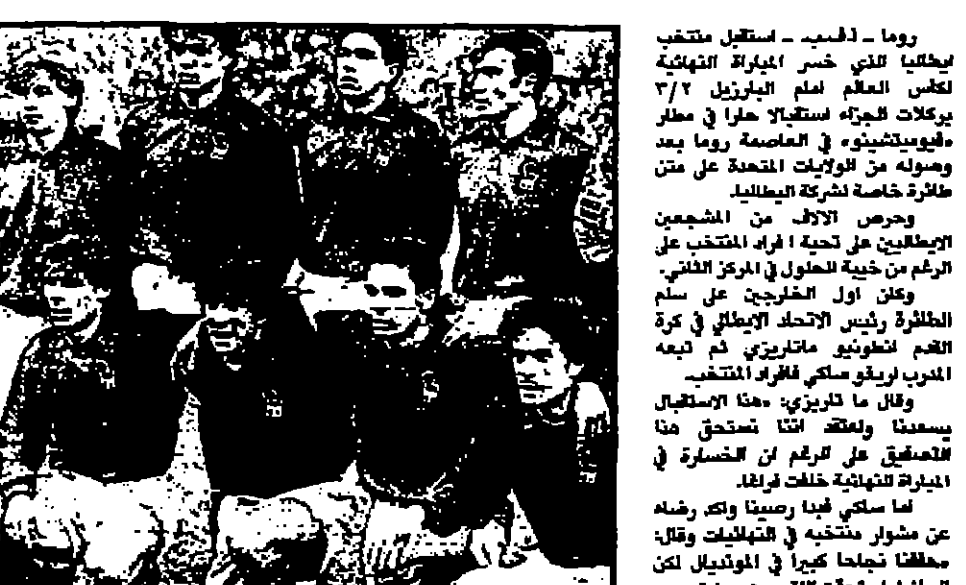 روما ـ أ.ف.ب. ـ استقبل منتخب
ايطاليا الذي خسر المباراة النهائية
لكأس العالم امام البرازيل ٣/٢
بركلات الجزاء استقبالا حارا في مطار
«فيوميتشينو» في العاصمة روما بعد
وصوله من الولايات المتحدة على متن
طائرة خاصة لشركة اليطاليا.
وحرص الالاف من المشجعين
الايطاليين على تحية افراد المنتخب على
الرغم من خيبة الحلول في المركز الثاني.
وكان اول الخارجين على سلم
الطائرة رئيس الاتحاد الايطالي في كرة
القدم انطونيو ماتاريزي ثم تبعه
المدرب اريغو ساكي فافراد المنتخب.
وقال ما تاريزي: «هذا الاستقبال
يسعدنا ونعتقد اننا نستحق هذا
التصفيق على الرغم ان الخسارة في
المباراة النهائية خلفت فراغا.
اما ساكي فبدا رصينا واكد رضاه
عن مشوار منتخبه في النهائيات وقال:
«حققنا نجاحا كبيرا في المونديال لكن